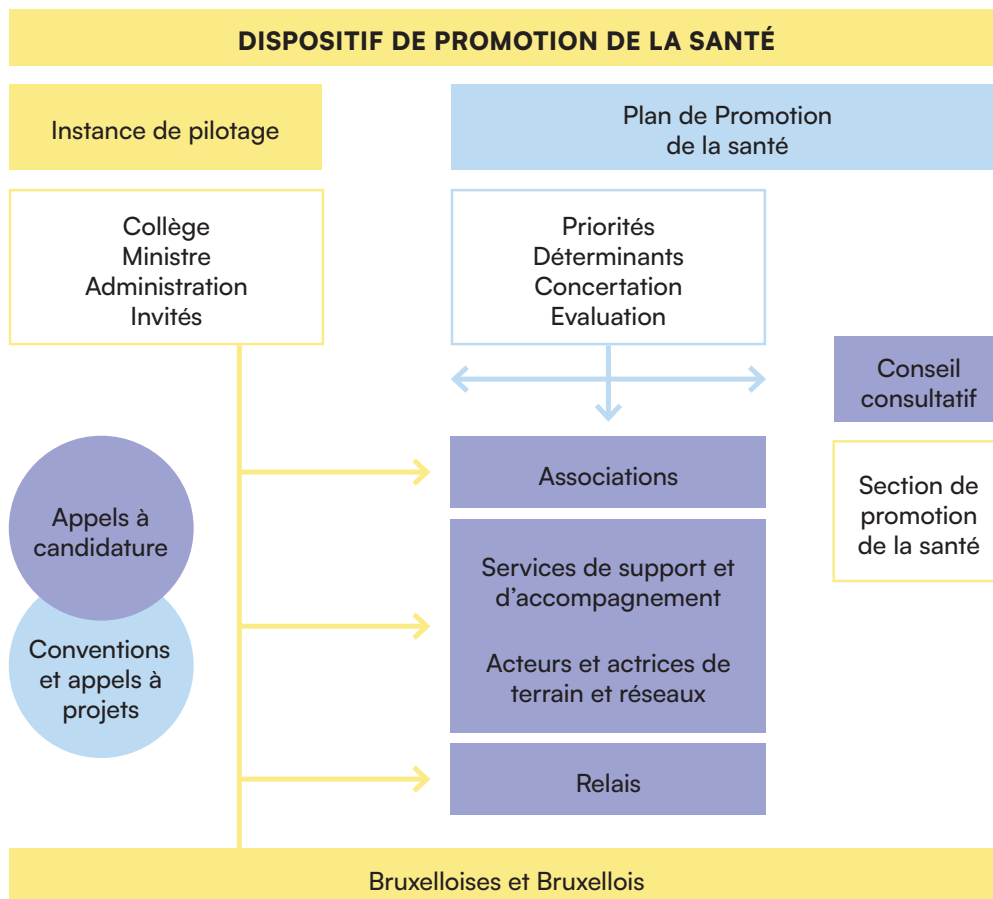 DISPOSITIF DE PROMOTION DE LA SANTÉ
Instance de pilotage
Plan de Promotion
de la santé
Collège
Ministre
Administration
Invités
Priorités
Déterminants
Concertation
Evaluation
Conseil
consultatif
Section de
promotion
de la santé
Appels à
candidature
Conventions
et appels à
projets
Associations
Services de support et
d’accompagnement
Acteurs et actrices de
terrain et réseaux
Relais
Bruxelloises et Bruxellois